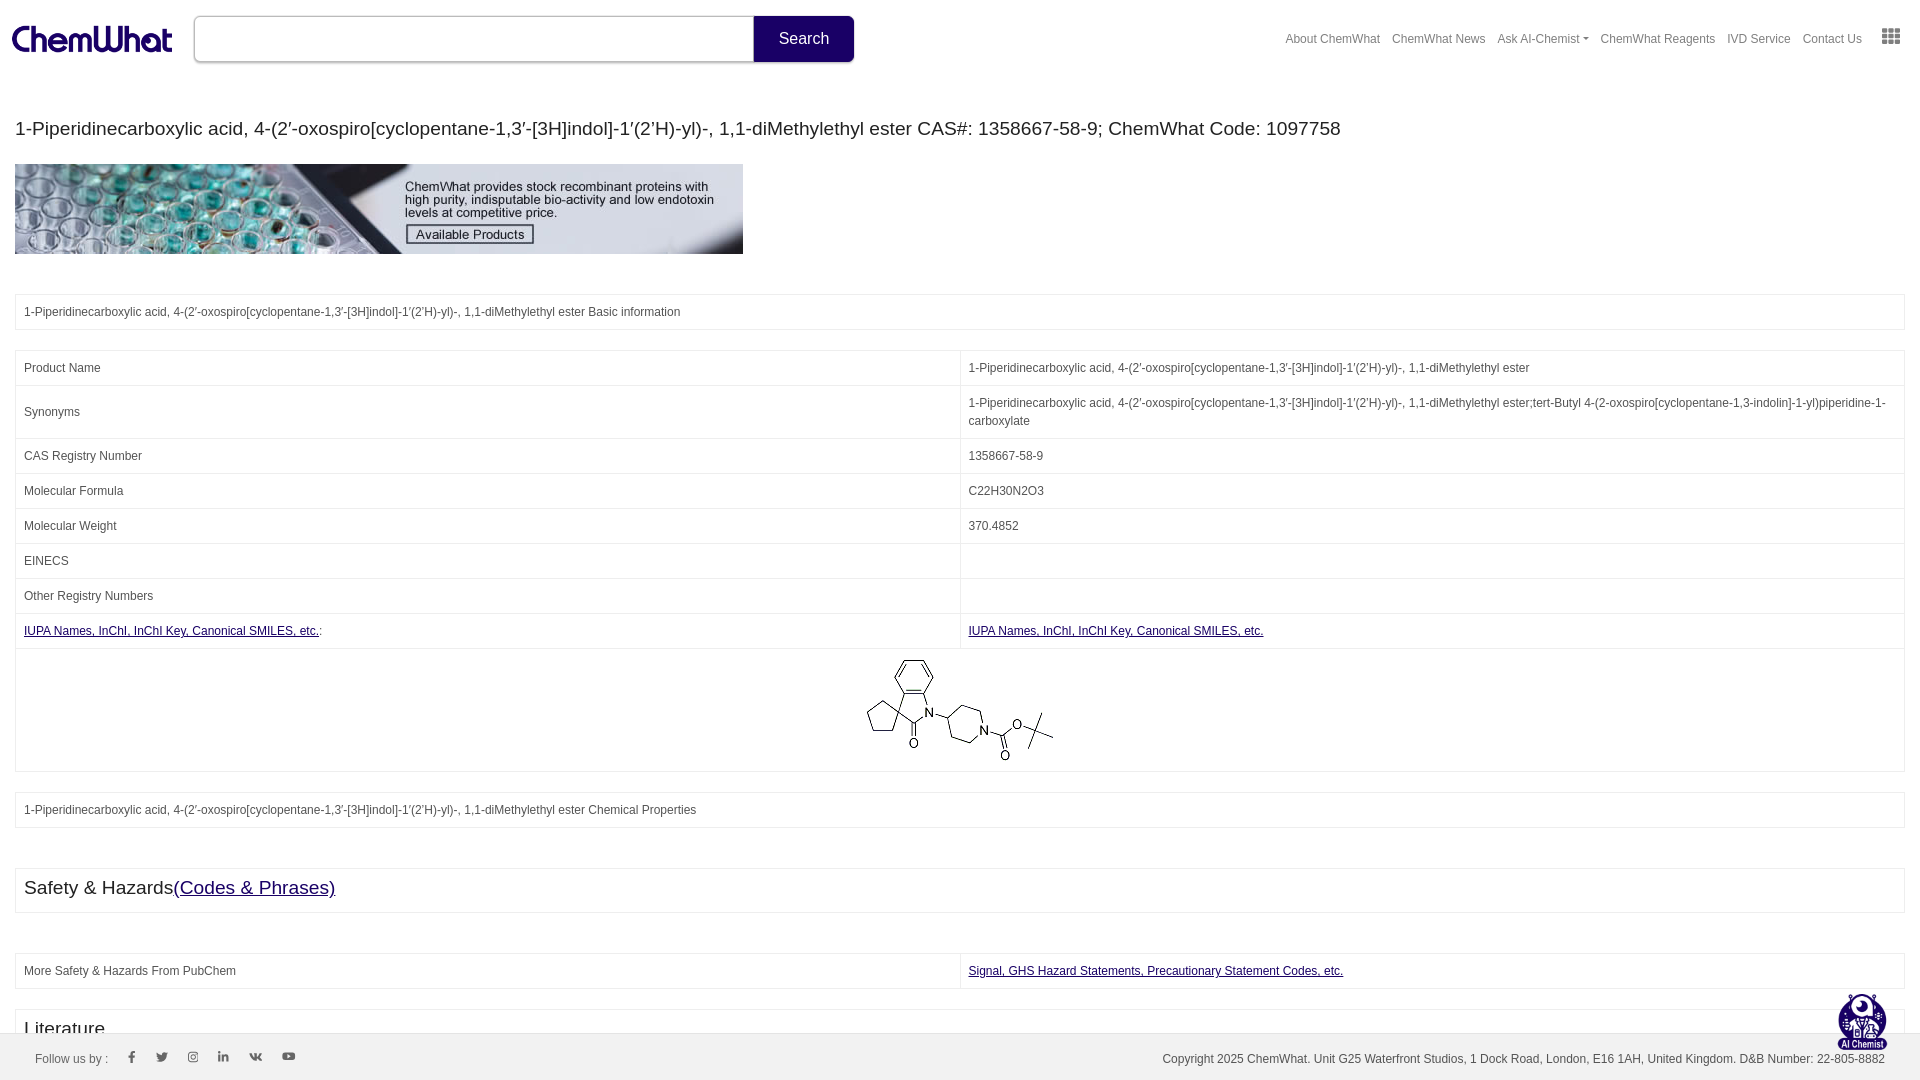 ChemWhat
Search
About ChemWhat ChemWhat News Ask AI-Chemist ChemWhat Reagents IVD Service Contact Us
1-Piperidinecarboxylic acid, 4-(2′-oxospiro[cyclopentane-1,3′-[3H]indol]-1′(2’H)-yl)-, 1,1-diMethylethyl ester CAS#: 1358667-58-9; ChemWhat Code: 1097758
ChemWhat provides stock recombinant proteins with
high purity, indisputable bio-activity and low endotoxin
levels at competitive price.
Available Products
1-Piperidinecarboxylic acid, 4-(2′-oxospiro[cyclopentane-1,3′-[3H]indol]-1′(2’H)-yl)-, 1,1-diMethylethyl ester Basic information
Product Name
1-Piperidinecarboxylic acid, 4-(2′-oxospiro[cyclopentane-1,3′-[3H]indol]-1′(2’H)-yl)-, 1,1-diMethylethyl ester
Synonyms
1-Piperidinecarboxylic acid, 4-(2′-oxospiro[cyclopentane-1,3′-[3H]indol]-1′(2’H)-yl)-, 1,1-diMethylethyl ester;tert-Butyl 4-(2-oxospiro[cyclopentane-1,3-indolin]-1-yl)piperidine-1-
carboxylate
CAS Registry Number
1358667-58-9
Molecular Formula
C22H30N2O3
Molecular Weight
370.4852
EINECS
Other Registry Numbers
IUPA Names, InChI, InChI Key, Canonical SMILES, etc.:
IUPA Names, InChI, InChI Key, Canonical SMILES, etc.
N
O
N
O
O
1-Piperidinecarboxylic acid, 4-(2′-oxospiro[cyclopentane-1,3′-[3H]indol]-1′(2’H)-yl)-, 1,1-diMethylethyl ester Chemical Properties
Safety & Hazards(Codes & Phrases)
More Safety & Hazards From PubChem
Signal, GHS Hazard Statements, Precautionary Statement Codes, etc.
Literature
AI Chemist
Follow us by :
Copyright 2025 ChemWhat. Unit G25 Waterfront Studios, 1 Dock Road, London, E16 1AH, United Kingdom. D&B Number: 22-805-8882